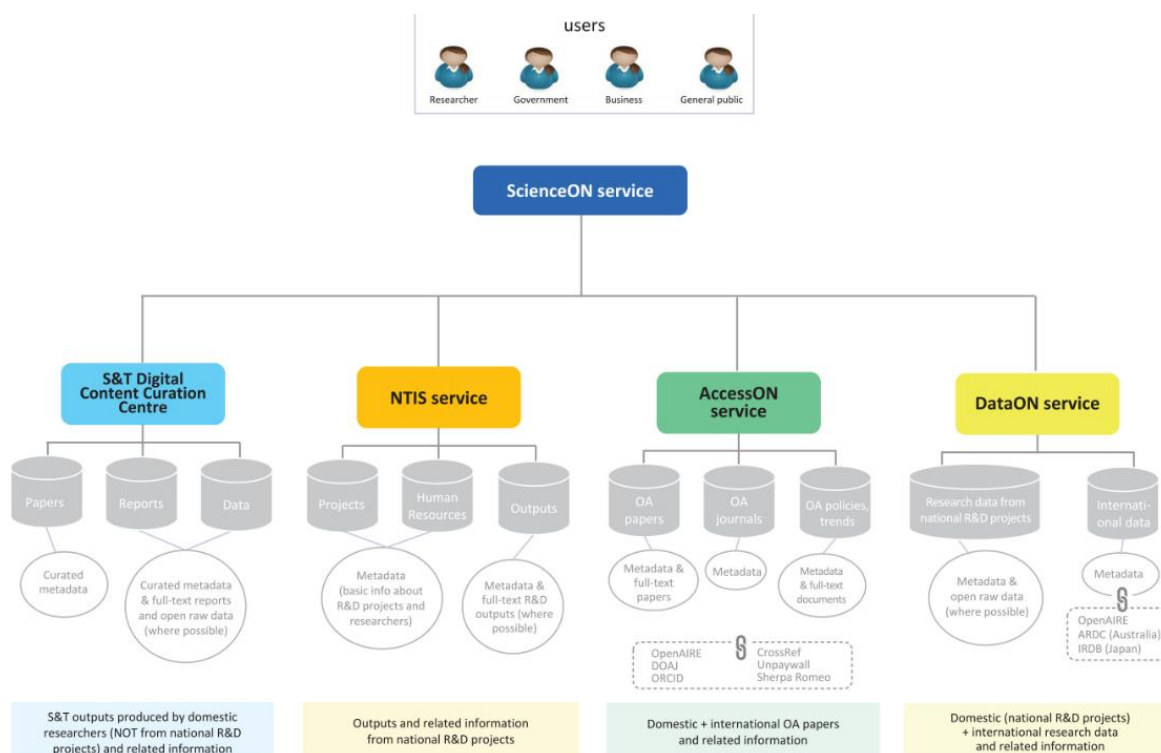 users
Researcher
Government
Business
General public
ScienceON service
S&T Digital
Content Curation
Centre
NTIS service
AccessON
service
DataON service
Papers
Reports
Data
Projects
Human
Resources
Outputs
OA
papers
OA
journals
OA policies,
trends
Research data from
national R&D projects
Internati-
onal data
Curated
metadata
Curated metadata
& full-text reports
and open raw data
(where possible)
Metadata
(basic info about
R&D projects and
researchers)
Metadata &
full-text R&D
outputs (where
possible)
Metadata &
full-text
papers
Metadata
Metadata
& full-text
documents
Metadata &
open raw data
(where possible)
Metadata
OpenAIRE
DOAJ
ORCID
CrossRef
Unpaywall
Sherpa Romeo
OpenAIRE
ARDC (Australia)
IRDB (Japan)
S&T outputs produced by domestic
researchers (NOT from national R&D
projects) and related information
Outputs and related information
from national R&D projects
Domestic + international OA papers
and related information
Domestic (national R&D projects)
+ international research data
and related information